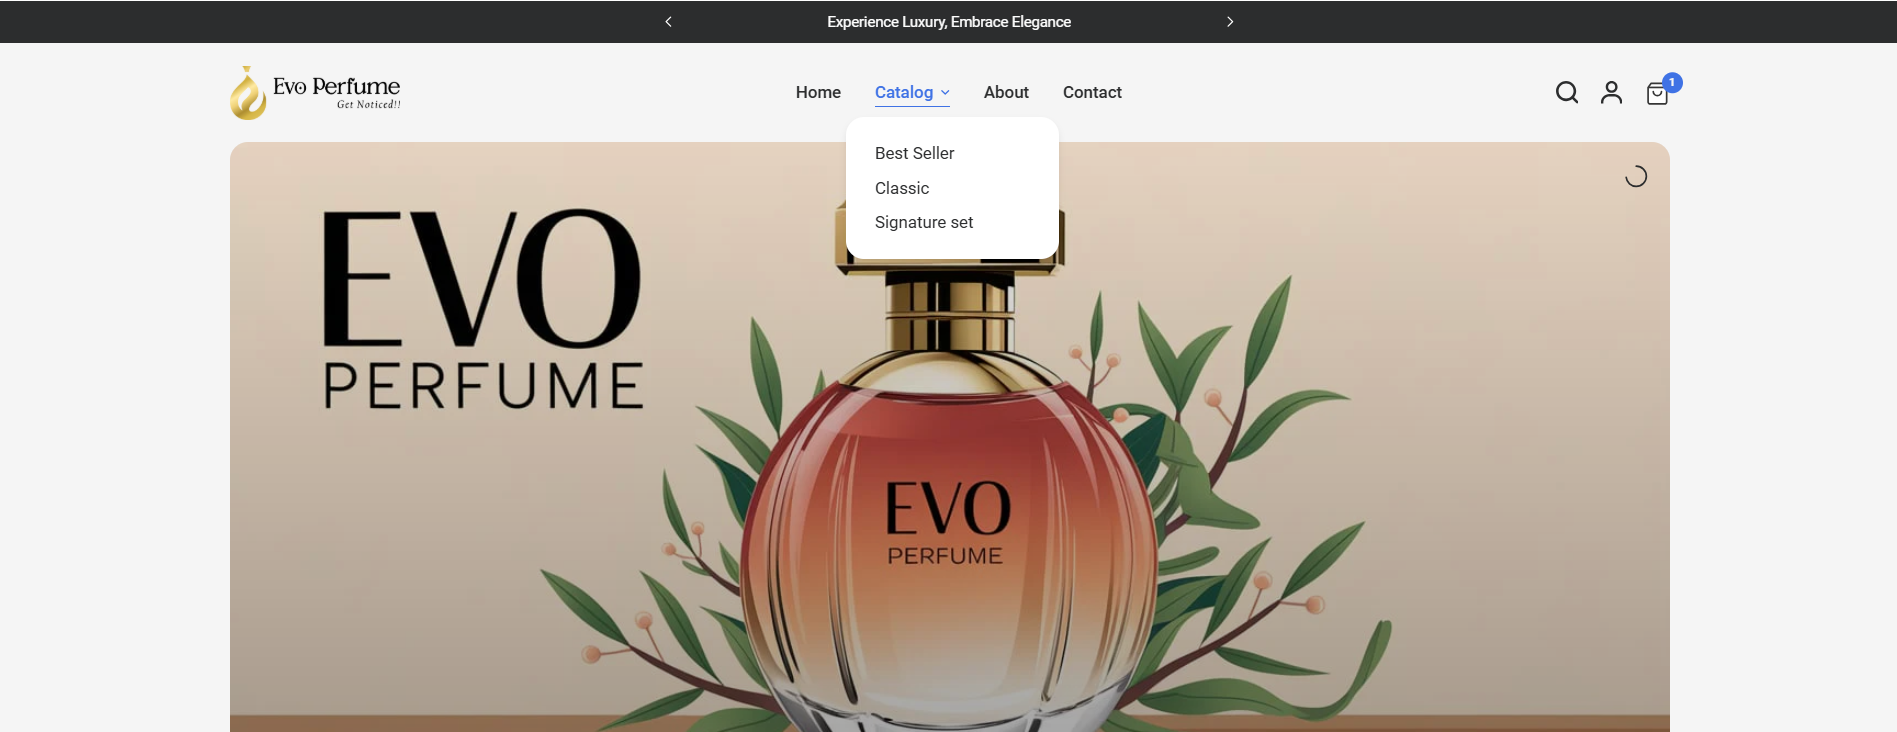 Experience Luxury, Embrace Elegance
Evo Perfume
Get Noticed!!
Home
Catalog
About
Contact
1
Best Seller
Classic
Signature set
EVO
PERFUME
EVO
PERFUME